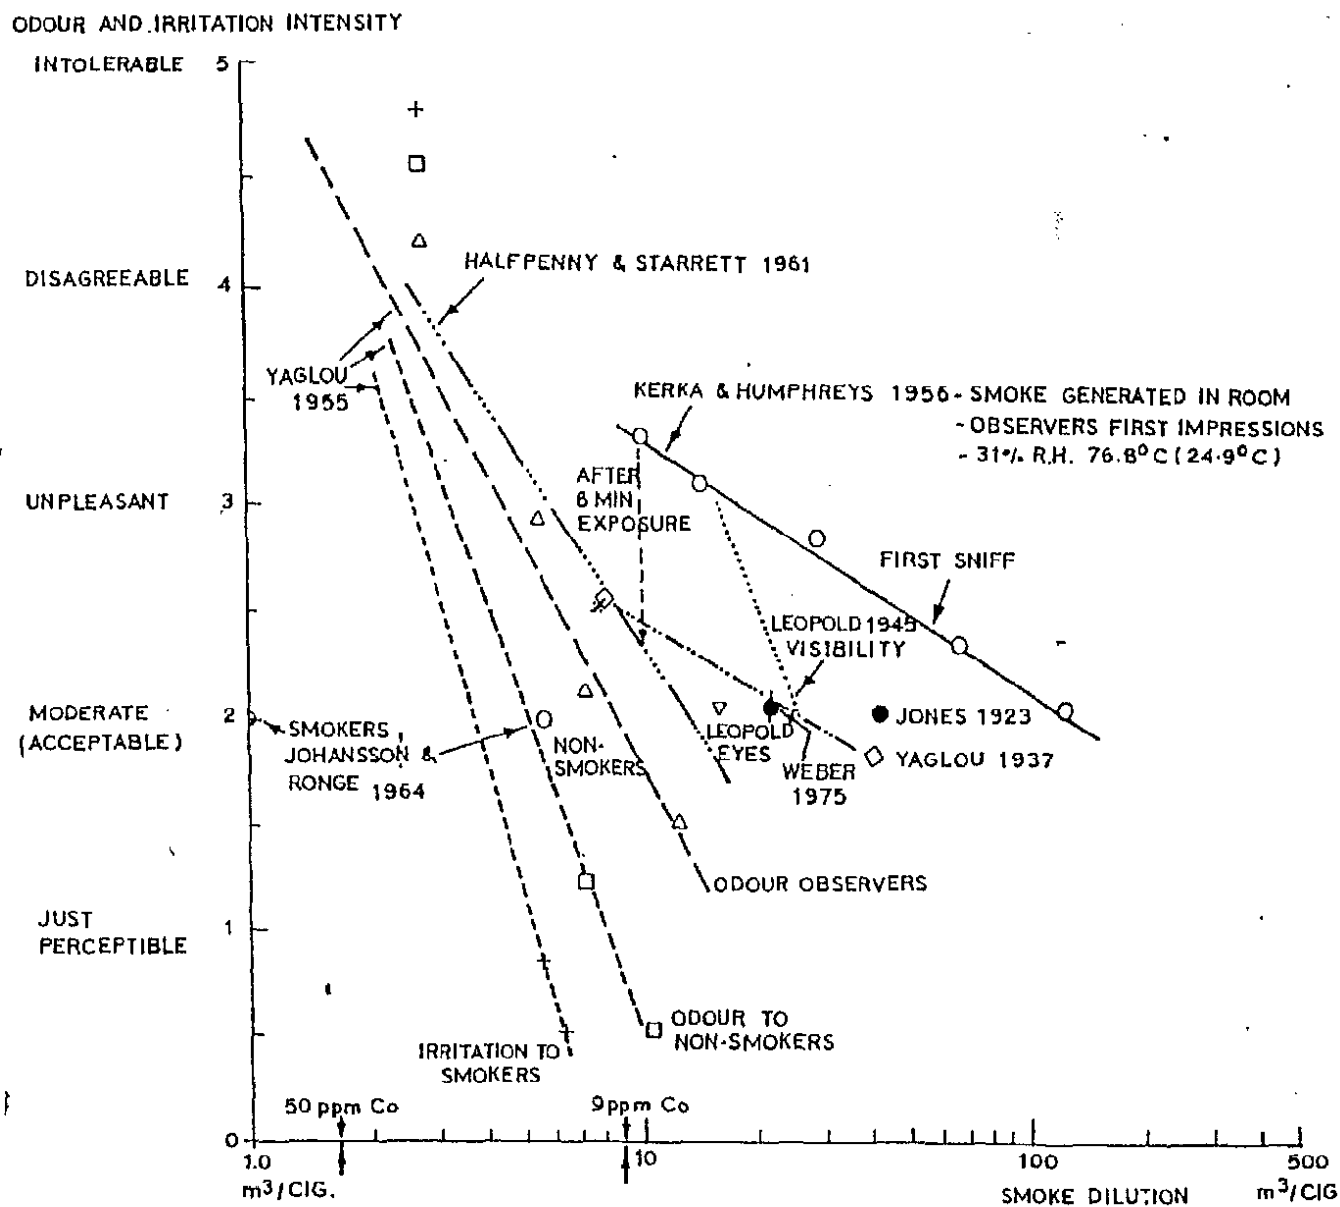 ODOUR AND IRRITATION INTENSITY
INTOLERABLE 5
DISAGREEABLE 4
HALFPENNY & STARRETT 1961
YAGLOU
1955
KERKA & HUMPHREYS 1956 - SMOKE GENERATED IN ROOM
- OBSERVERS FIRST IMPRESSIONS
- 31% R.H. 76.8°C (24.9°C)
AFTER
6 MIN
EXPOSURE
UNPLEASANT 3
FIRST SNIFF
LEOPOLD 1945
VISIBILITY
MODERATE 2
(ACCEPTABLE)
SMOKERS
JOHANSSON &
RONGE 1964
NON-
SMOKERS
LEOPOLD
EYES
WEBER
1975
JONES 1923
YAGLOU 1937
ODOUR OBSERVERS
JUST 1
PERCEPTIBLE
IRRITATION TO
SMOKERS
ODOUR TO
NON-SMOKERS
50 ppm Co
9 ppm Co
0
1.0 10 100 500
m³/CIG. SMOKE DILUTION m³/CIG